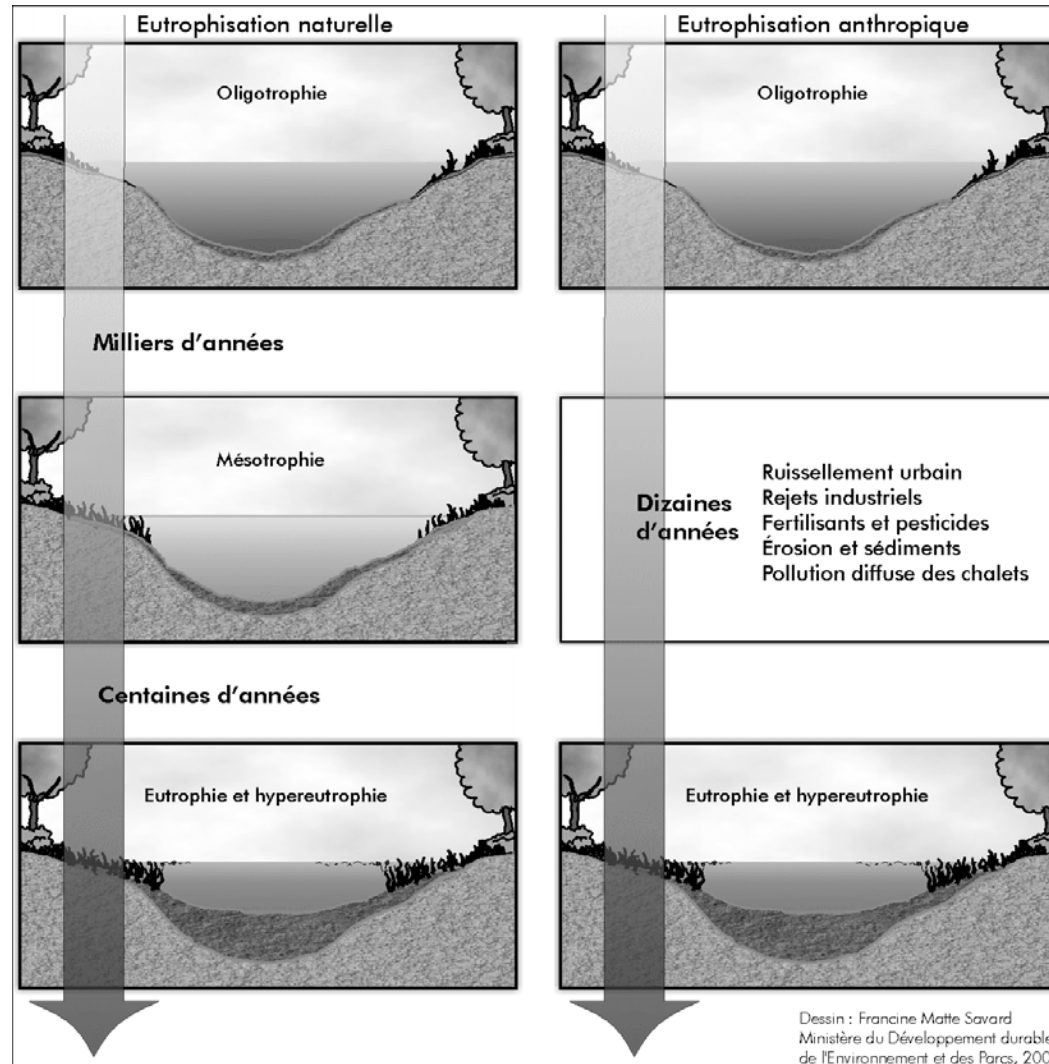 Eutrophisation naturelle
Eutrophisation anthropique
Oligotrophie
Oligotrophie
Milliers d'années
Mésotrophie
Dizaines
d'années
Ruissellement urbain
Rejets industriels
Fertilisants et pesticides
Érosion et sédiments
Pollution diffuse des chalets
Centaines d'années
Eutrophie et hypereutrophie
Eutrophie et hypereutrophie
Dessin : Francine Matte Savard
Ministère du Développement durable
de l'Environnement et des Parcs,